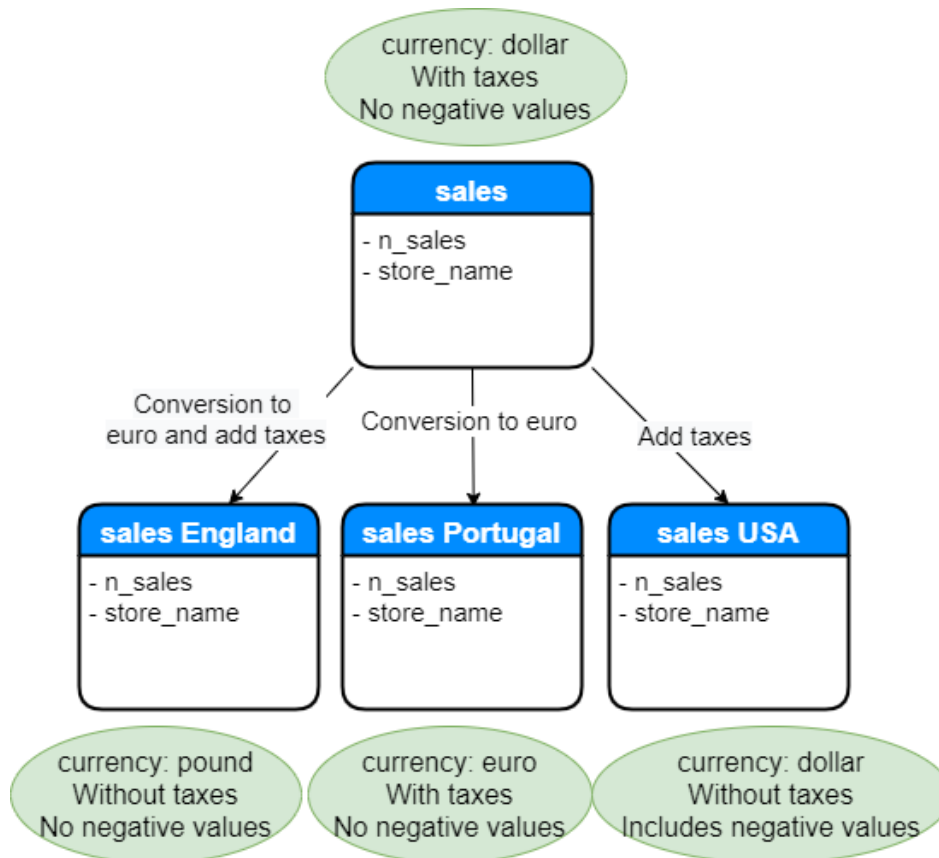 currency: dollar
With taxes
No negative values
sales
- n_sales
- store_name
Conversion to
euro and add taxes
Conversion to euro
Add taxes
sales England
- n_sales
- store_name
sales Portugal
- n_sales
- store_name
sales USA
- n_sales
- store_name
currency: pound
Without taxes
No negative values
currency: euro
With taxes
No negative values
currency: dollar
Without taxes
Includes negative values